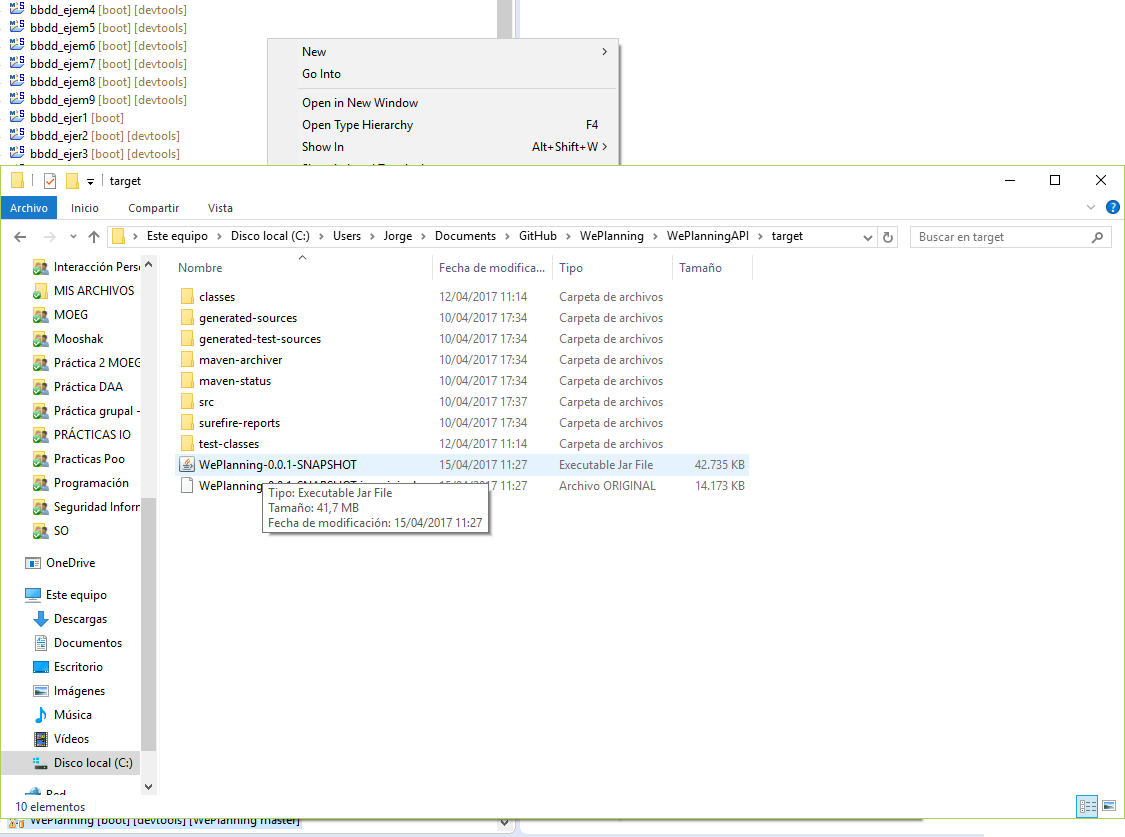 bbdd_ejem4 [boot] [devtools]
bbdd_ejem5 [boot] [devtools]
bbdd_ejem6 [boot] [devtools]
bbdd_ejem7 [boot] [devtools]
bbdd_ejem8 [boot] [devtools]
bbdd_ejem9 [boot] [devtools]
bbdd_ejer1 [boot]
bbdd_ejer2 [boot] [devtools]
bbdd_ejer3 [boot] [devtools]
New
Go Into
Open in New Window
Open Type Hierarchy F4
Show In Alt+Shift+W
target
Archivo Inicio Compartir Vista
Este equipo Disco local (C:) Users Jorge Documents GitHub WePlanning WePlanningAPI target
Buscar en target
Interacción Pers
MIS ARCHIVOS
MOEG
Mooshak
Práctica 2 MOEG
Práctica DAA
Práctica grupal -
PRÁCTICAS IO
Practicas Poo
Programación
Seguridad Inforr
SO
OneDrive
Este equipo
Descargas
Documentos
Escritorio
Imágenes
Música
Vídeos
Disco local (C:)
Red
Nombre Fecha de modifica... Tipo Tamaño
classes 12/04/2017 11:14 Carpeta de archivos
generated-sources 10/04/2017 17:34 Carpeta de archivos
generated-test-sources 10/04/2017 17:34 Carpeta de archivos
maven-archiver 10/04/2017 17:34 Carpeta de archivos
maven-status 10/04/2017 17:34 Carpeta de archivos
src 10/04/2017 17:37 Carpeta de archivos
surefire-reports 10/04/2017 17:34 Carpeta de archivos
test-classes 12/04/2017 11:14 Carpeta de archivos
WePlanning-0.0.1-SNAPSHOT 15/04/2017 11:27 Executable Jar File 42.735 KB
WePlanning-0.0.1-SNAPSHOT 15/04/2017 11:27 Archivo ORIGINAL 14.173 KB
Tipo: Executable Jar File
Tamaño: 41,7 MB
Fecha de modificación: 15/04/2017 11:27
10 elementos
WePlanning [boot] [devtools] [WePlanning master]